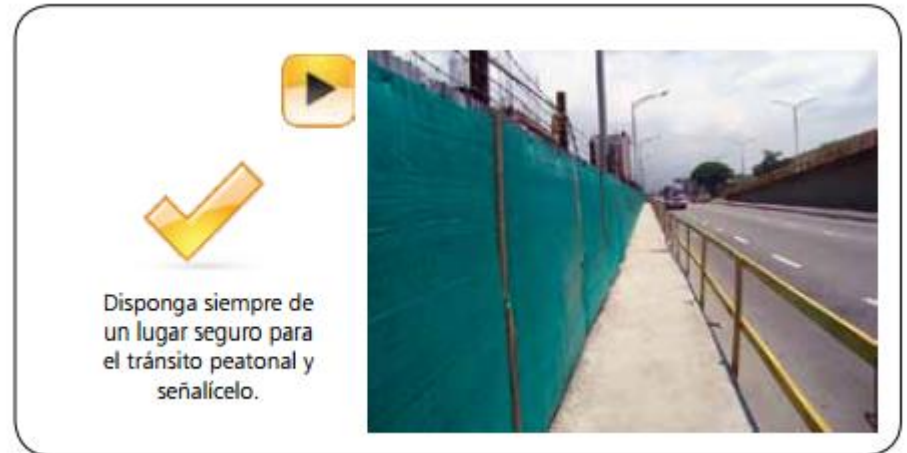 Disponga siempre de
un lugar seguro para
el tránsito peatonal y
señalícelo.